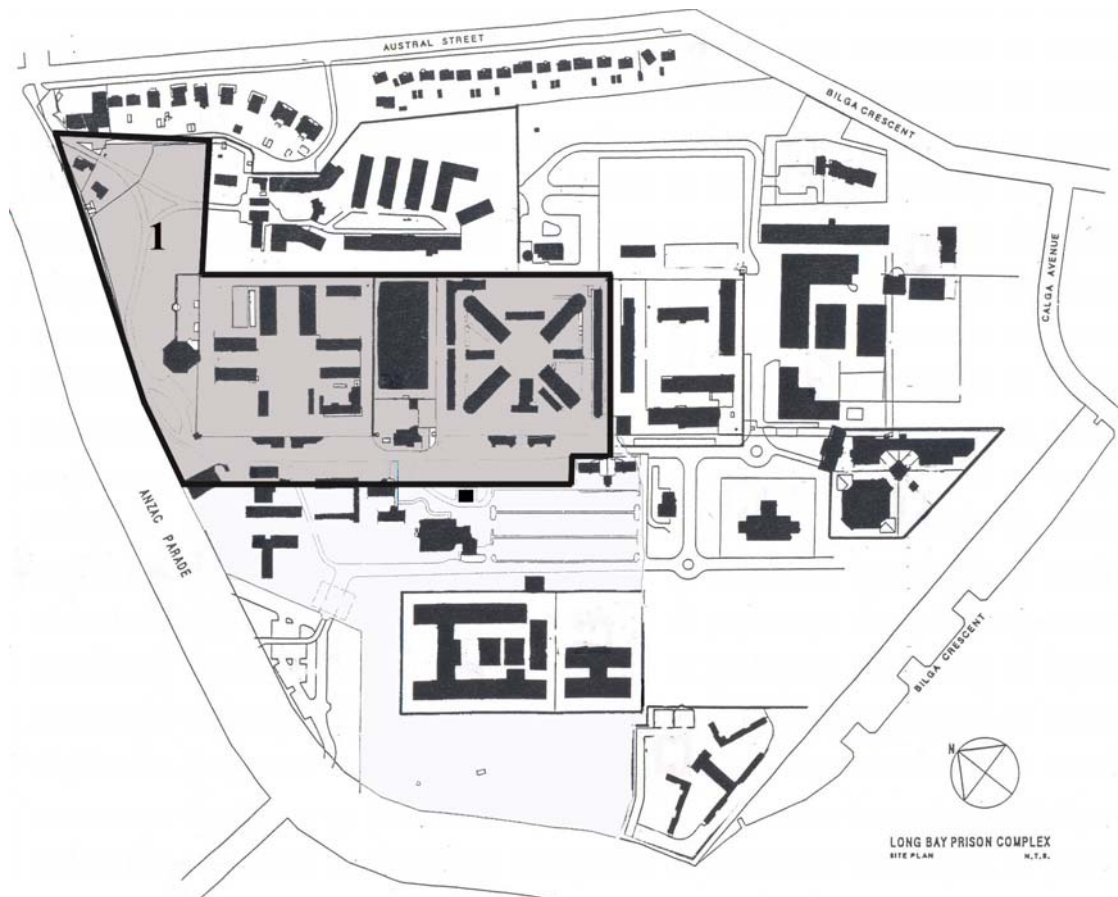 AUSTRAL STREET
BILGA CRESCENT
1
CALGA AVENUE
ANZAC PARADE
BILGA CRESCENT
N
LONG BAY PRISON COMPLEX
SITE PLAN N.T.S.